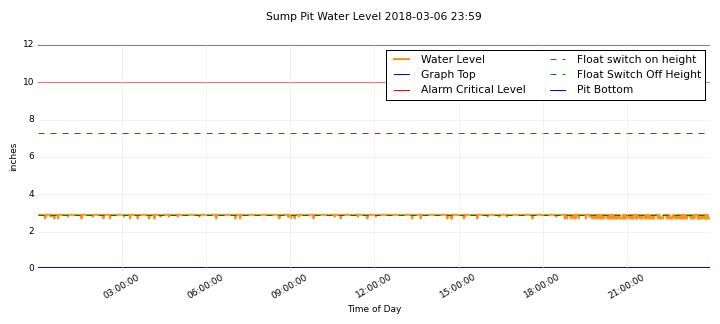 Sump Pit Water Level 2018-03-06 23:59
12
10
8
6
4
2
0
inches
Water Level
Graph Top
Alarm Critical Level
Float switch on height
Float Switch Off Height
Pit Bottom
03:00:00
06:00:00
09:00:00
12:00:00
15:00:00
18:00:00
21:00:00
Time of Day